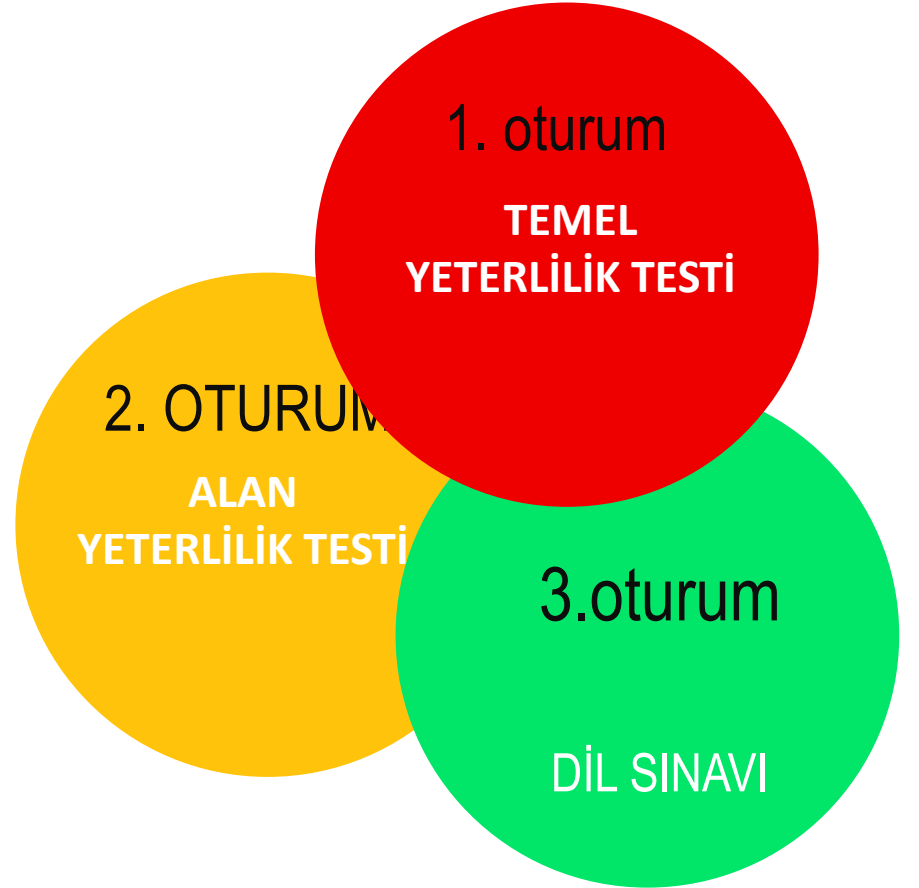 1. oturum
TEMEL
YETERLİLİK TESTİ
2. OTURUM
ALAN
YETERLİLİK TESTİ
3.oturum
DİL SINAVI